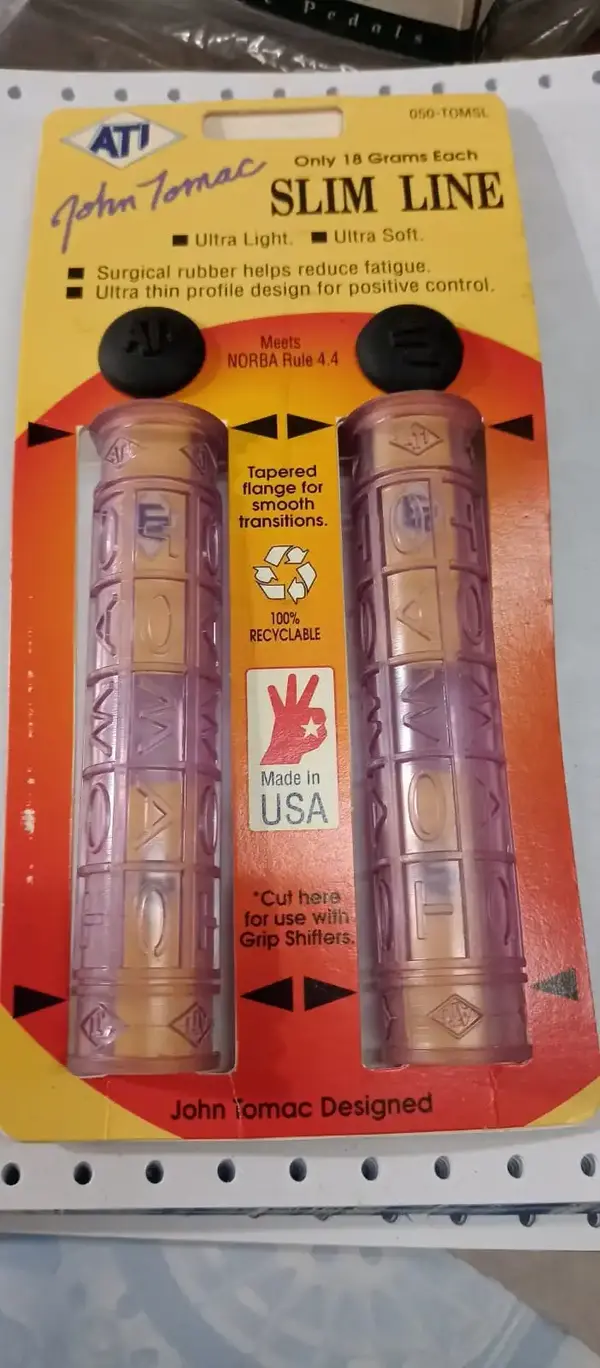 e Pedals
ATI
050-TOMSL
John Tomac
Only 18 Grams Each
SLIM LINE
■ Ultra Light. ■ Ultra Soft.
■ Surgical rubber helps reduce fatigue.
■ Ultra thin profile design for positive control.
Meets
NORBA Rule 4.4
Tapered
flange for
smooth
transitions.
100%
RECYCLABLE
Made in
USA
*Cut here
for use with
Grip Shifters.
John Tomac Designed
TOMAC
TOMAC